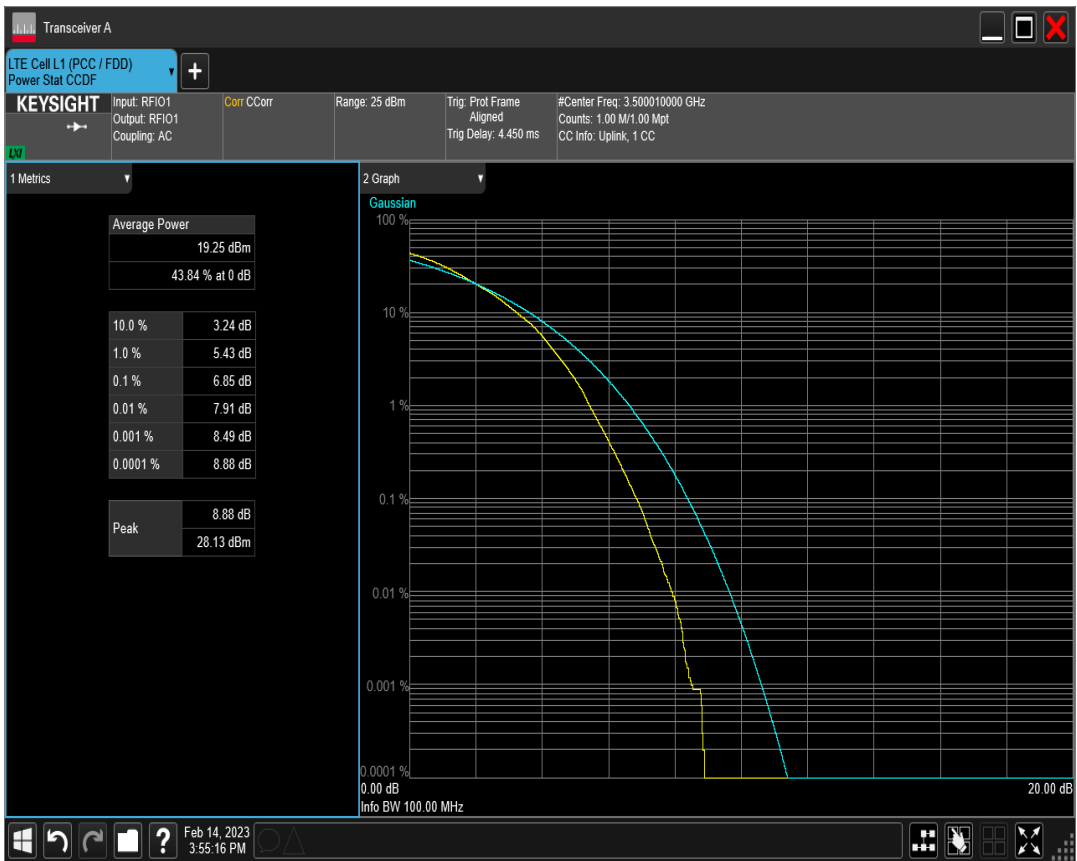 Transceiver A
LTE Cell L1 (PCC / FDD)
Power Stat CCDF
+
KEYSIGHT
LXI
Input: RFIO1
Output: RFIO1
Coupling: AC
Corr CCorr
Range: 25 dBm
Trig: Prot Frame
Aligned
Trig Delay: 4.450 ms
#Center Freq: 3.500010000 GHz
Counts: 1.00 M/1.00 Mpt
CC Info: Uplink, 1 CC
1 Metrics
Average Power
19.25 dBm
43.84 % at 0 dB
10.0 % 3.24 dB
1.0 % 5.43 dB
0.1 % 6.85 dB
0.01 % 7.91 dB
0.001 % 8.49 dB
0.0001 % 8.88 dB
Peak
8.88 dB
28.13 dBm
2 Graph
Gaussian
100 %
10 %
1 %
0.1 %
0.01 %
0.001 %
0.0001 %
0.00 dB 20.00 dB
Info BW 100.00 MHz
?
Feb 14, 2023
3:55:16 PM